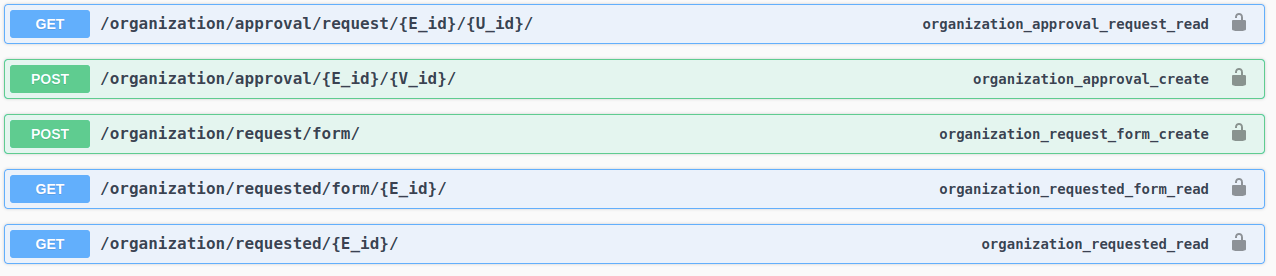 GET /organization/approval/request/{E_id}/{U_id}/ organization_approval_request_read
POST /organization/approval/{E_id}/{V_id}/ organization_approval_create
POST /organization/request/form/ organization_request_form_create
GET /organization/requested/form/{E_id}/ organization_requested_form_read
GET /organization/requested/{E_id}/ organization_requested_read